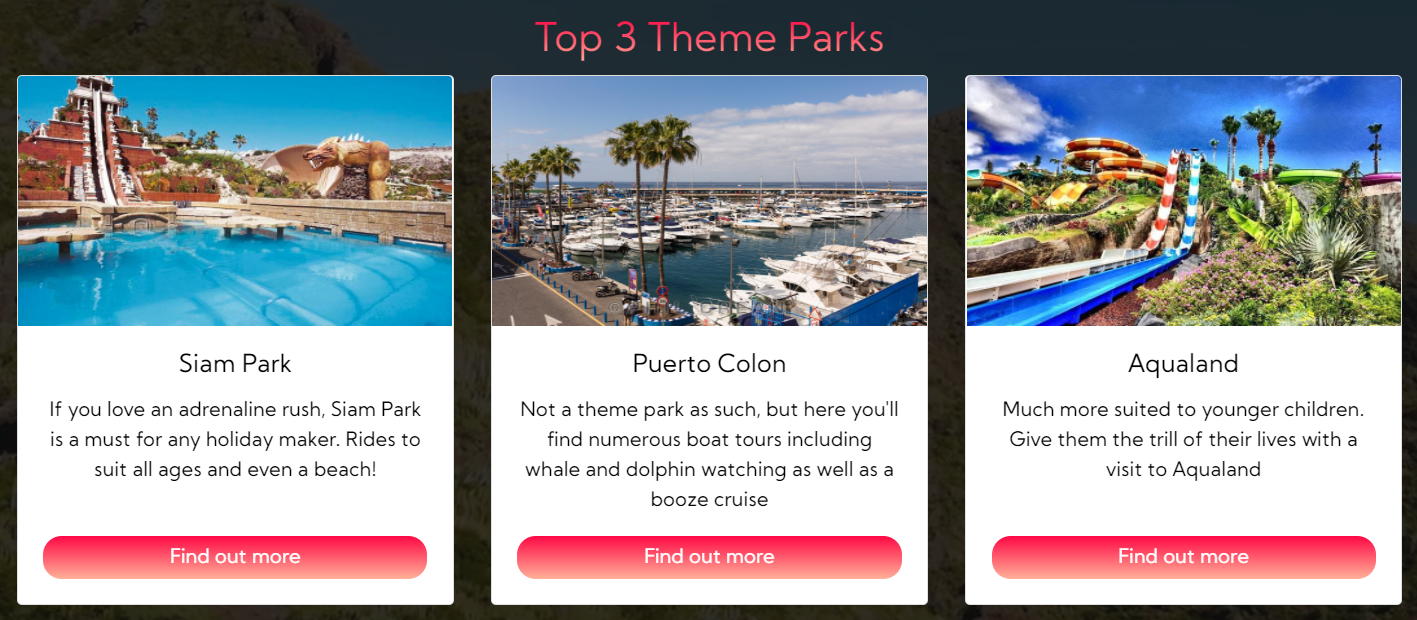 Top 3 Theme Parks
Siam Park
If you love an adrenaline rush, Siam Park
is a must for any holiday maker. Rides to
suit all ages and even a beach!
Find out more
Puerto Colon
Not a theme park as such, but here you'll
find numerous boat tours including
whale and dolphin watching as well as a
booze cruise
Find out more
Aqualand
Much more suited to younger children.
Give them the trill of their lives with a
visit to Aqualand
Find out more